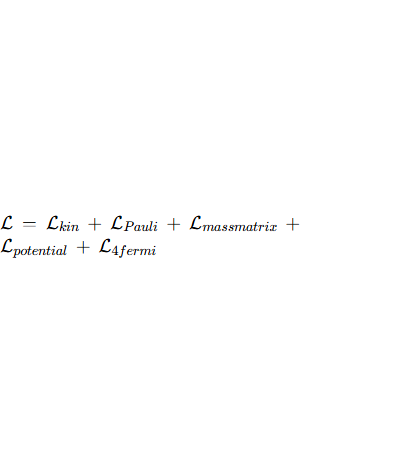 ℒ = ℒ_{kin} + ℒ_{Pauli} + ℒ_{massmatrix} +
ℒ_{potential} + ℒ_{4fermi}